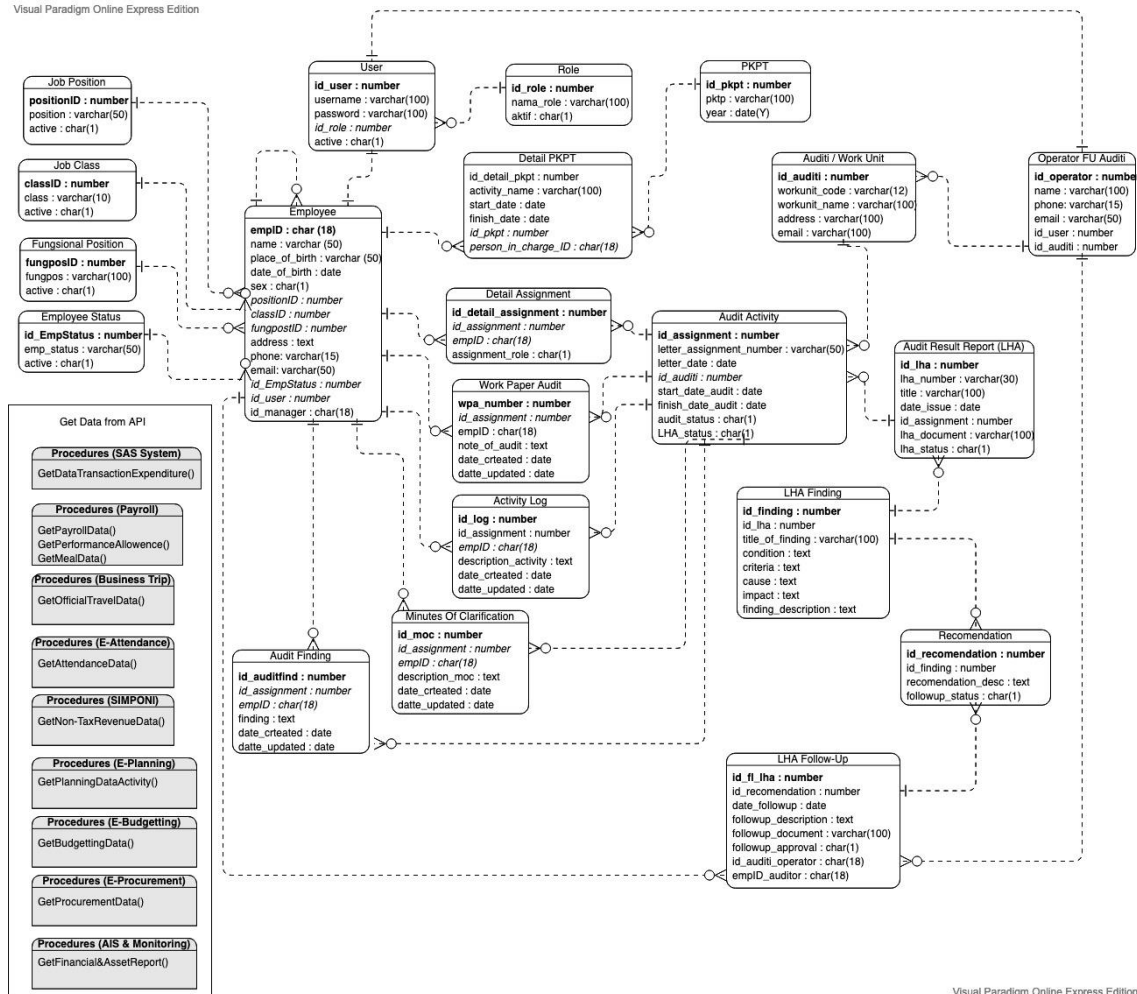 Visual Paradigm Online Express Edition
Job Position
positionID : number
position : varchar(50)
active : char(1)
Job Class
classID : number
class : varchar(10)
active : char(1)
Fungsional Position
fungposID : number
fungpos : varchar(100)
active : char(1)
Employee Status
id_EmpStatus : number
emp_status : varchar(50)
active : char(1)
User
id_user : number
username : varchar(100)
password : varchar(100)
id_role : number
active : char(1)
Role
id_role : number
nama_role : varchar(100)
aktif : char(1)
PKPT
id_pkpt : number
pktp : varchar(100)
year : date(Y)
Detail PKPT
id_detail_pkpt : number
activity_name : varchar(100)
start_date : date
finish_date : date
id_pkpt : number
person_in_charge_ID : char(18)
Auditi / Work Unit
id_auditi : number
workunit_code : varchar(12)
workunit_name : varchar(100)
address : varchar(100)
email : varchar(100)
Operator FU Auditi
id_operator : number
name : varchar(100)
phone : varchar(15)
email : varchar(50)
id_user : number
id_auditi : number
Employee
empID : char (18)
name : varchar (50)
place_of_birth : varchar (50)
date_of_birth : date
sex : char(1)
positionID : number
classID : number
fungpostID : number
address : text
phone : varchar(15)
email: varchar(50)
id_EmpStatus : number
id_user : number
id_manager : char(18)
Detail Assignment
id_detail_assignment : number
id_assignment : number
empID : char(18)
assignment_role : char(1)
Audit Activity
id_assignment : number
letter_assignment_number : varchar(50)
letter_date : date
id_auditi : number
start_date_audit : date
finish_date_audit : date
audit_status : char(1)
LHA_status : char(1)
Audit Result Report (LHA)
id_lha : number
lha_number : varchar(30)
title : varchar(100)
date_issue : date
id_assignment : number
lha_document : varchar(100)
lha_status : char(1)
Work Paper Audit
wpa_number : number
id_assignment : number
empID : char(18)
note_of_audit : text
date_crteated : date
datte_updated : date
Activity Log
id_log : number
id_assignment : number
empID : char(18)
description_activity : text
date_crteated : date
datte_updated : date
LHA Finding
id_finding : number
id_lha : number
title_of_finding : varchar(100)
condition : text
criteria : text
cause : text
impact : text
finding_description : text
Minutes Of Clarification
id_moc : number
id_assignment : number
empID : char(18)
description_moc : text
date_crteated : date
datte_updated : date
Audit Finding
id_auditfind : number
id_assignment : number
empID : char(18)
finding : text
date_crteated : date
datte_updated : date
Recomendation
id_recomendation : number
id_finding : number
recomendation_desc : text
followup_status : char(1)
LHA Follow-Up
id_fl_lha : number
id_recomendation : number
date_followup : date
followup_description : text
followup_document : varchar(100)
followup_approval : char(1)
id_auditi_operator : char(18)
empID_auditor : char(18)
Get Data from API
Procedures (SAS System)
GetDataTransactionExpenditure()
Procedures (Payroll)
GetPayrollData()
GetPerformanceAllowence()
GetMealData()
Procedures (Business Trip)
GetOfficialTravelData()
Procedures (E-Attendance)
GetAttendanceData()
Procedures (SIMPONI)
GetNon-TaxRevenueData()
Procedures (E-Planning)
GetPlanningDataActivity()
Procedures (E-Budgetting)
GetBudgettingData()
Procedures (E-Procurement)
GetProcurementData()
Procedures (AIS & Monitoring)
GetFinancial&AssetReport()
Visual Paradigm Online Express Edition